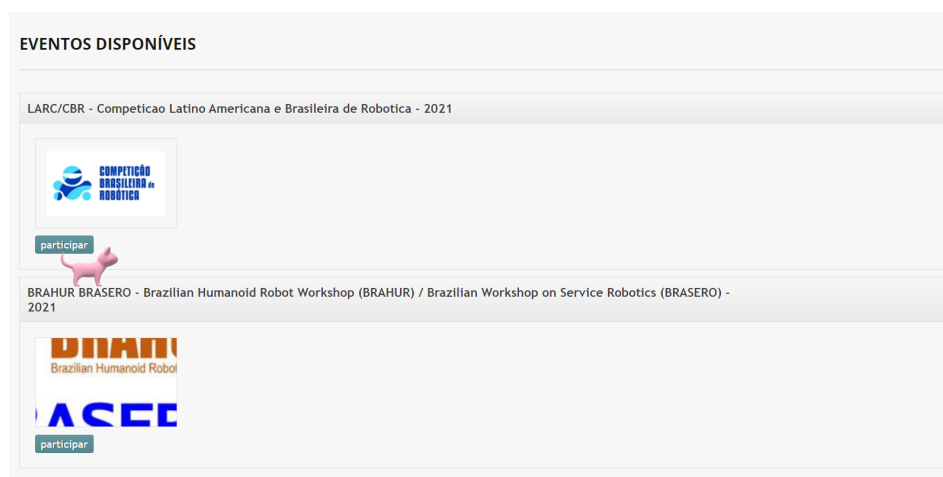 EVENTOS DISPONÍVEIS
LARC/CBR - Competicao Latino Americana e Brasileira de Robotica - 2021
COMPETIÇÃO
BRASILEIRA de
ROBÓTICA
participar
BRAHUR BRASERO - Brazilian Humanoid Robot Workshop (BRAHUR) / Brazilian Workshop on Service Robotics (BRASERO) -
2021
Brazilian Humanoid Robot
participar